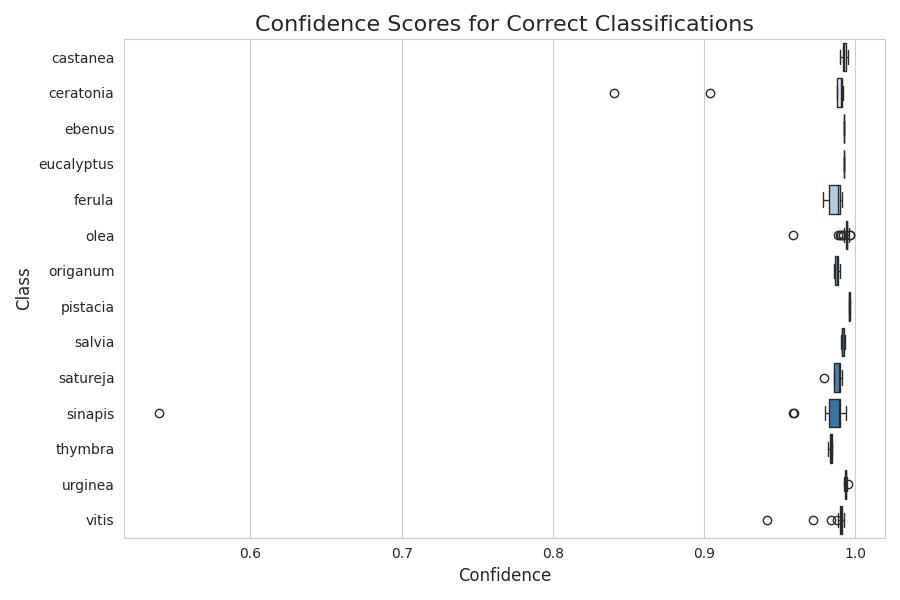 Confidence Scores for Correct Classifications
castanea
ceratonia
ebenus
eucalyptus
ferula
olea
origanum
pistacia
salvia
satureja
sinapis
thymbra
urginea
vitis
Class
0.6 0.7 0.8 0.9 1.0
Confidence